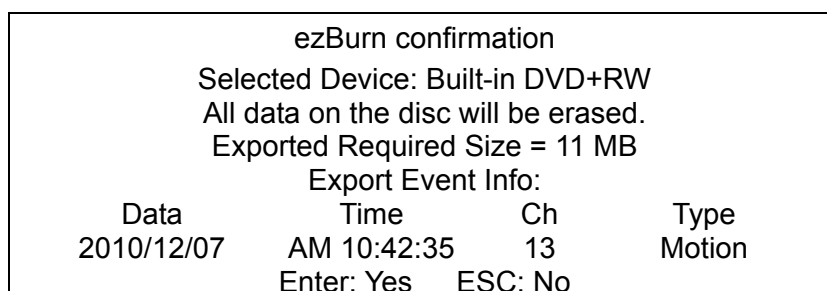 ezBurn confirmation
Selected Device: Built-in DVD+RW
All data on the disc will be erased.
Exported Required Size = 11 MB
Export Event Info:
Data Time Ch Type
2010/12/07 AM 10:42:35 13 Motion
Enter: Yes ESC: No